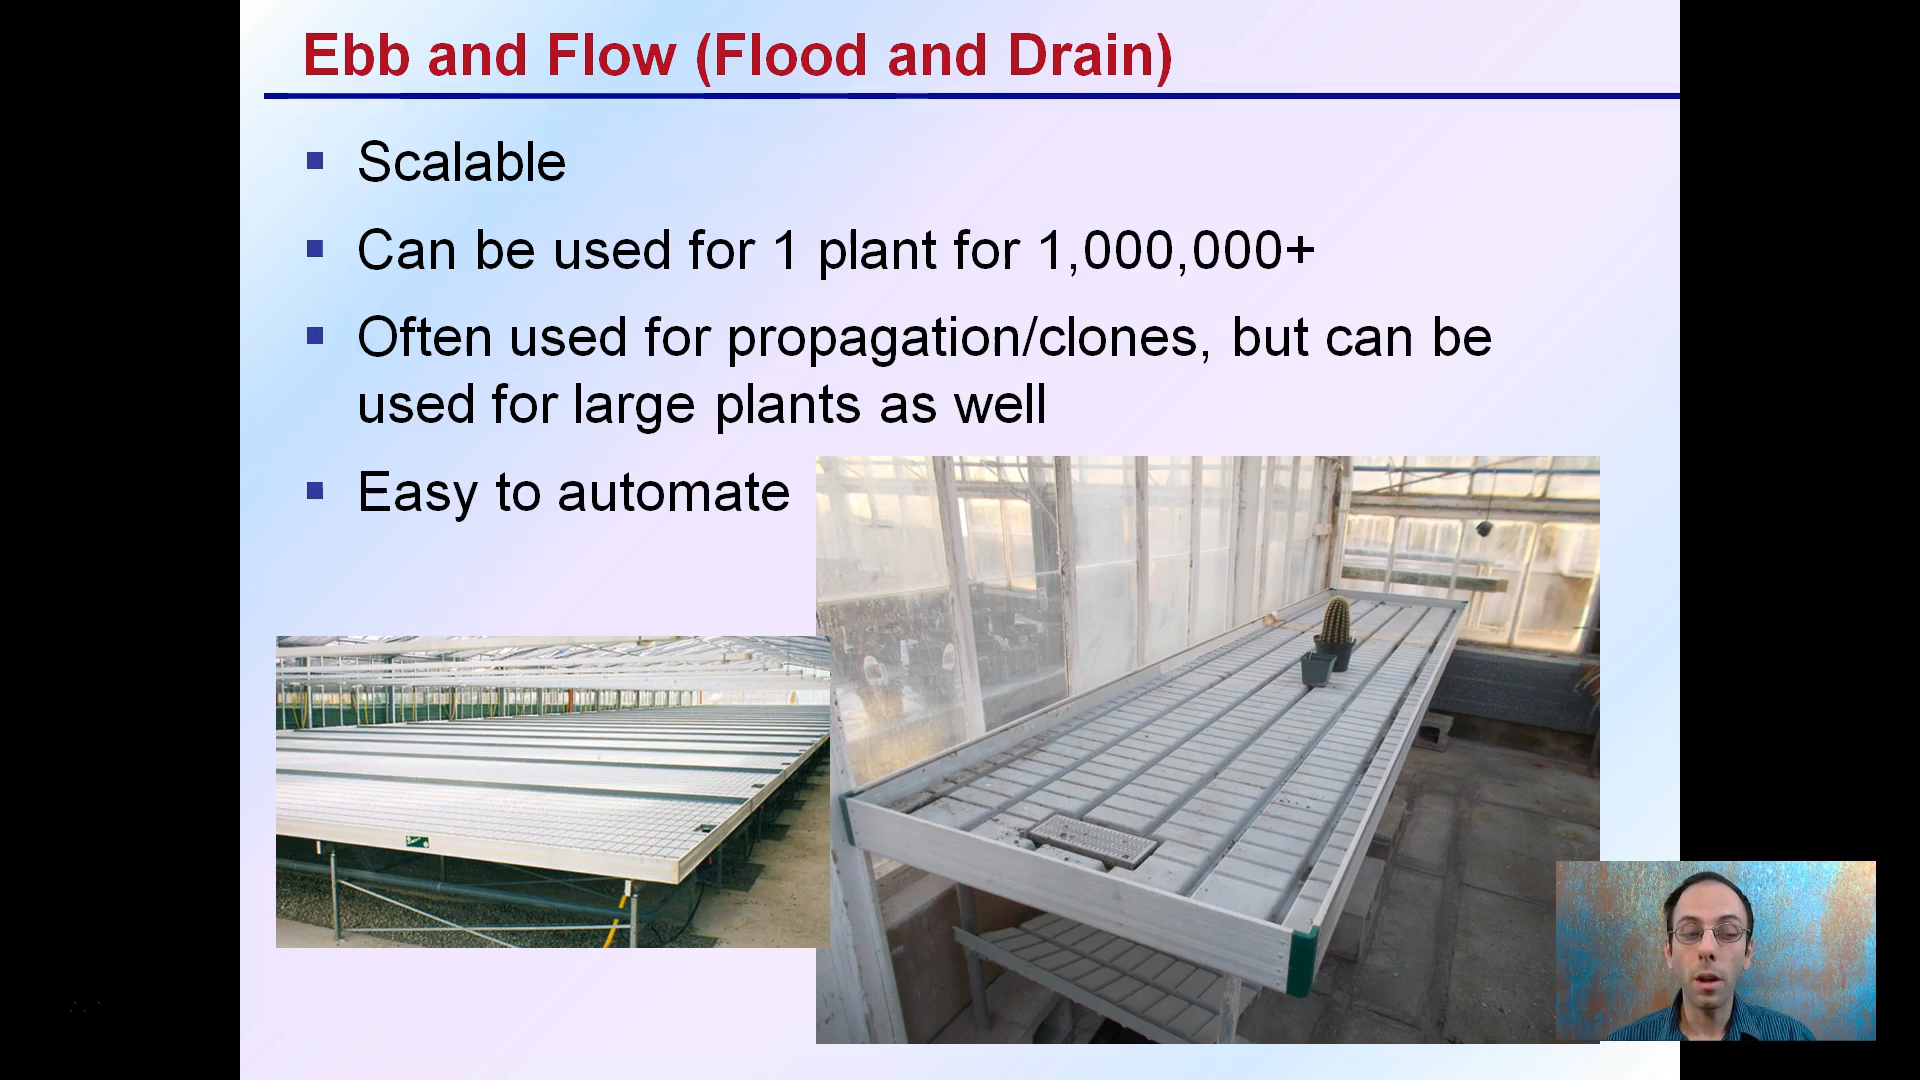 Ebb and Flow (Flood and Drain)
Scalable
Can be used for 1 plant for 1,000,000+
Often used for propagation/clones, but can be
used for large plants as well
Easy to automate